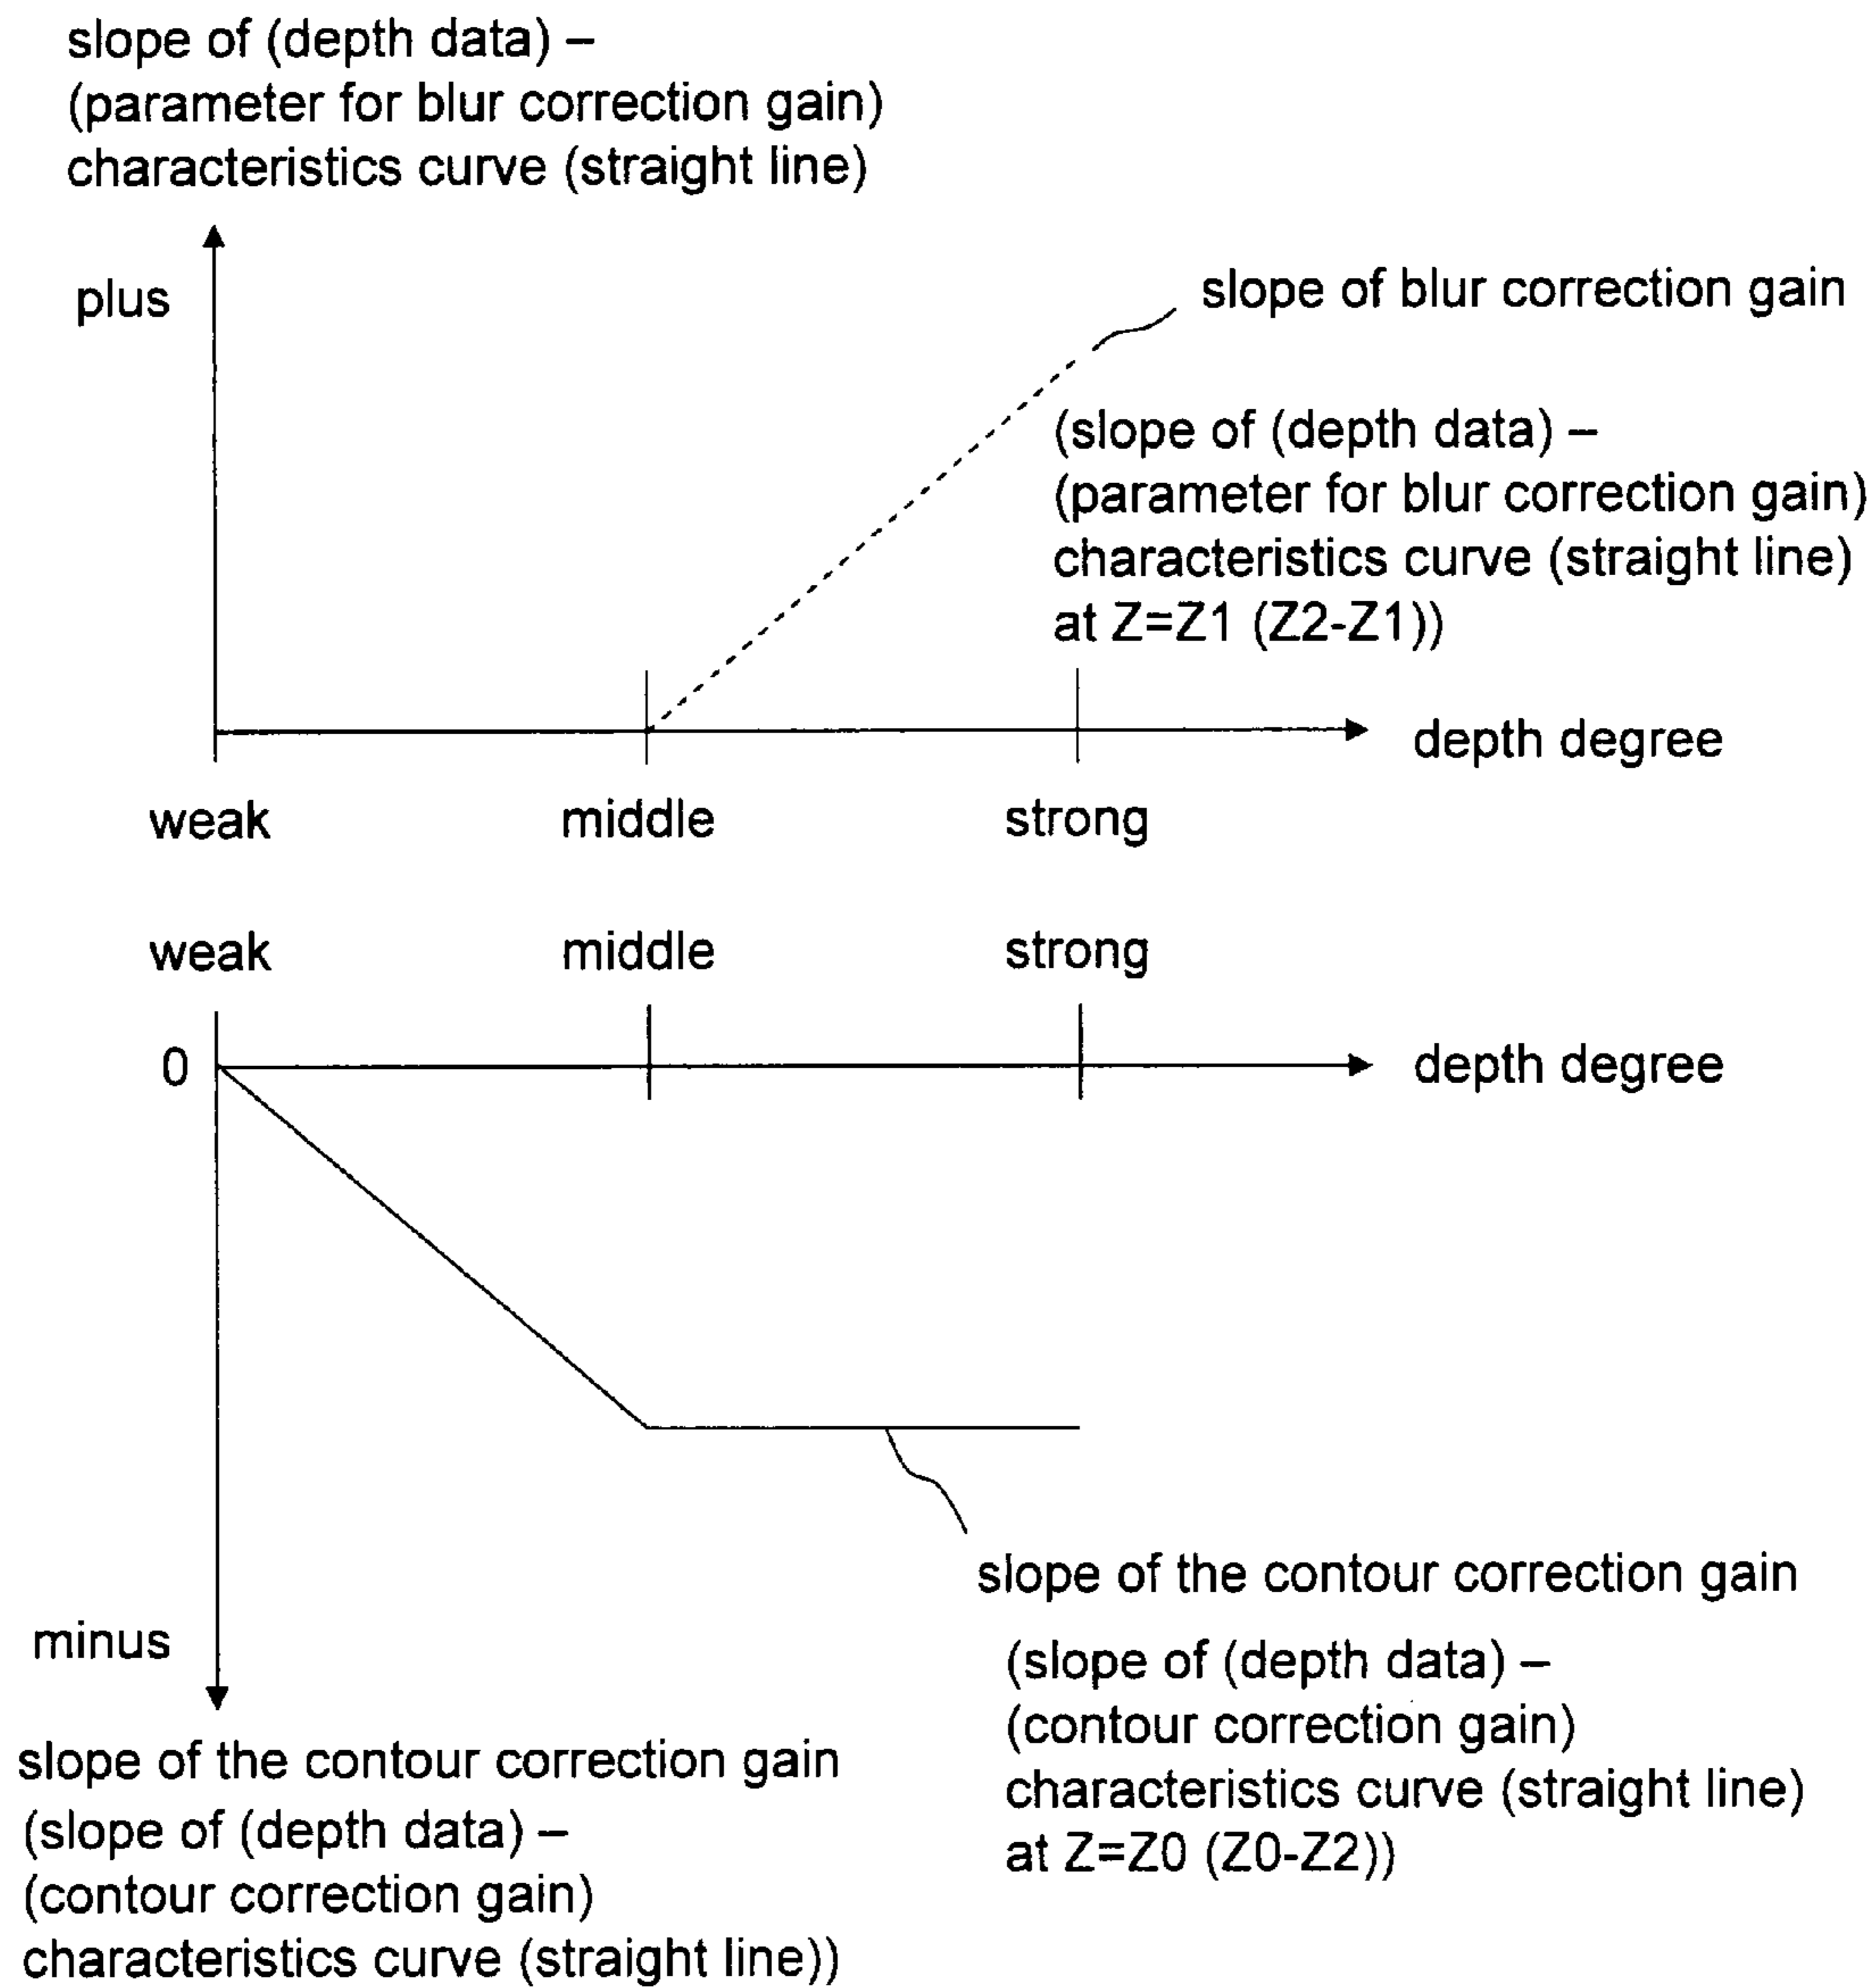 slope of (depth data) –
(parameter for blur correction gain)
characteristics curve (straight line)
plus
slope of blur correction gain
(slope of (depth data) –
(parameter for blur correction gain)
characteristics curve (straight line)
at Z=Z1 (Z2-Z1))
depth degree
weak middle strong
weak middle strong
0
depth degree
slope of the contour correction gain
(slope of (depth data) –
(contour correction gain)
characteristics curve (straight line)
at Z=Z0 (Z0-Z2))
minus
slope of the contour correction gain
(slope of (depth data) –
(contour correction gain)
characteristics curve (straight line))